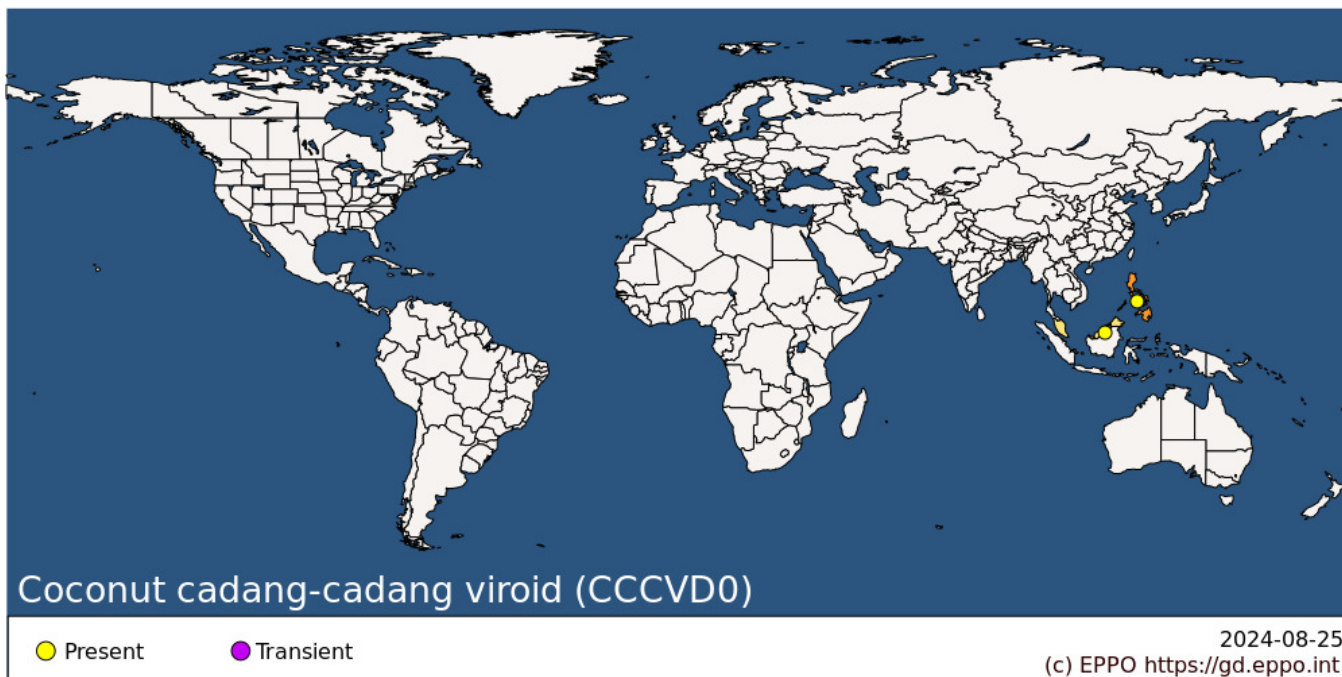 Coconut cadang-cadang viroid (CCCVD0)
Present
Transient
2024-08-25
(c) EPPO https://gd.eppo.int